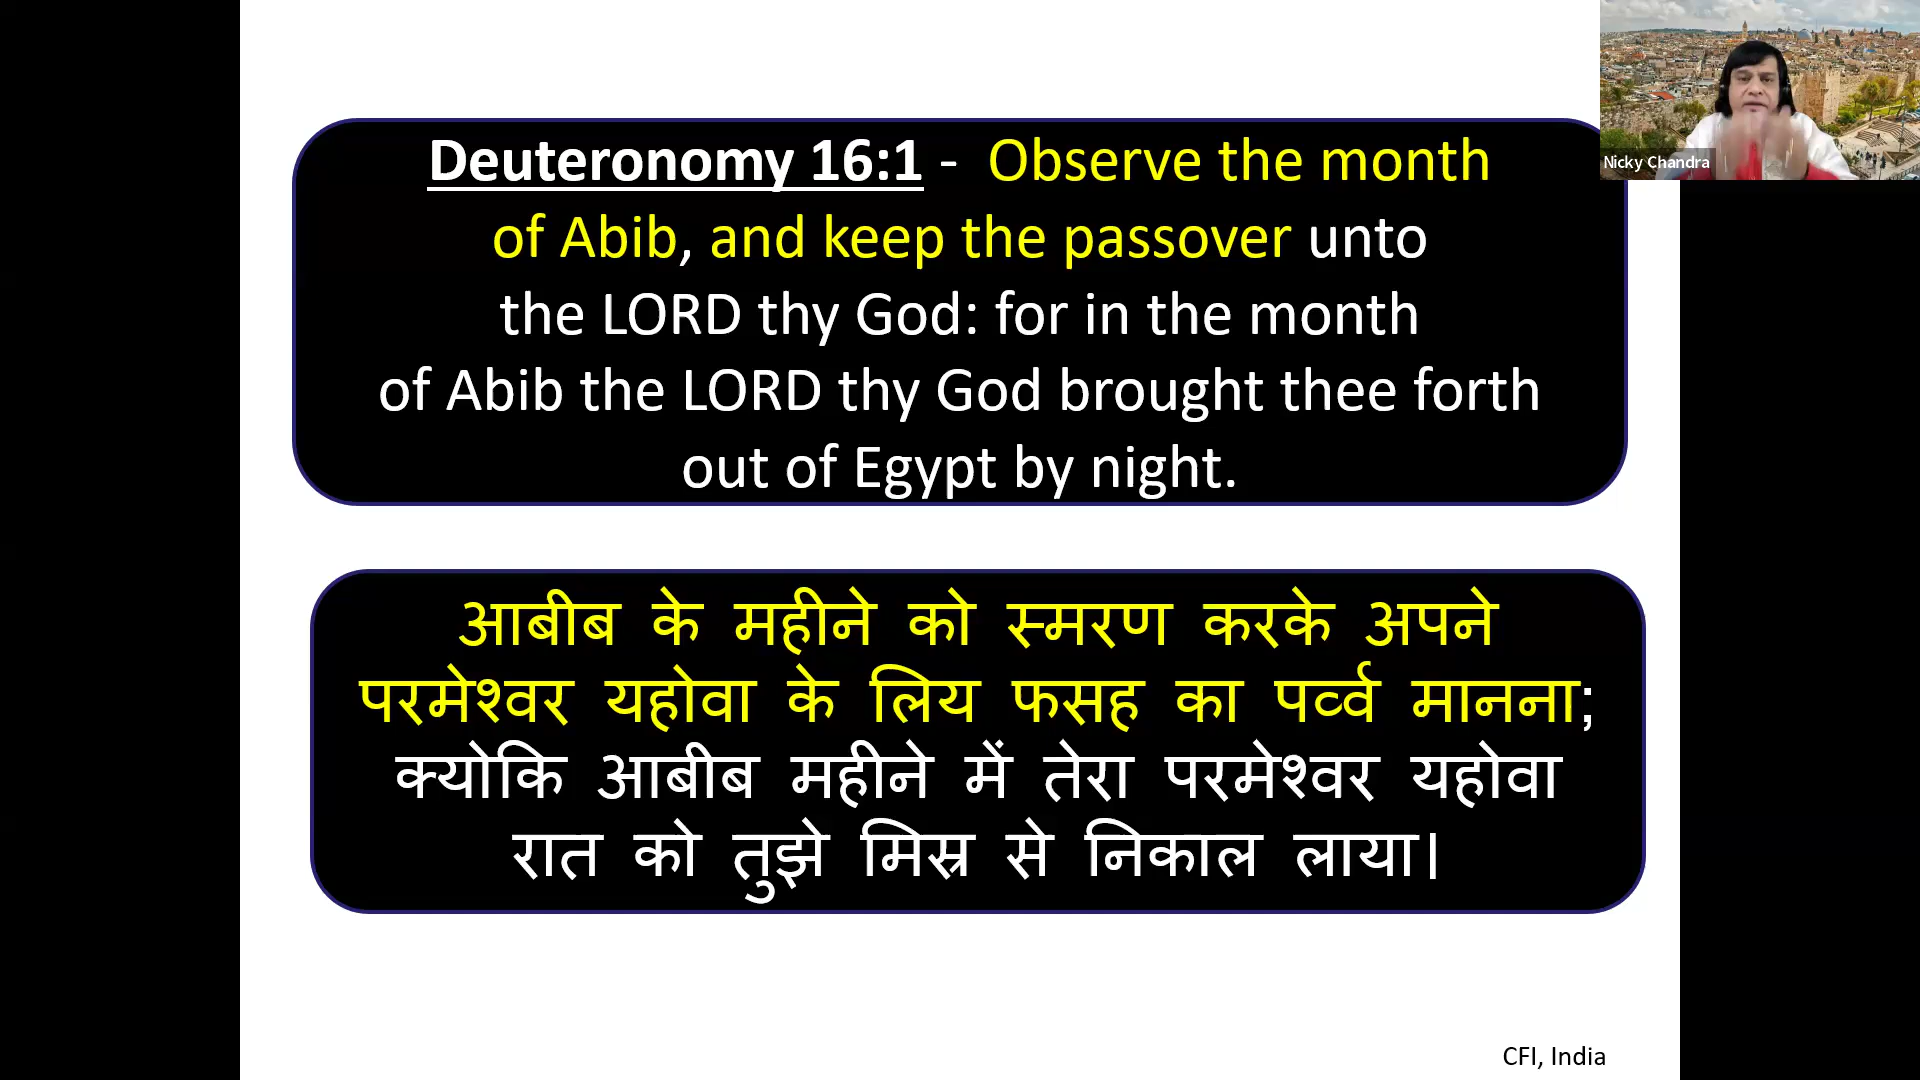 Deuteronomy 16:1 - Observe the month
of Abib, and keep the passover unto
the LORD thy God: for in the month
of Abib the LORD thy God brought thee forth
out of Egypt by night.
आबीब के महीने को स्मरण करके अपने
परमेश्वर यहोवा के लिय फसह का पर्व्व मानना;
क्योकि आबीब महीने में तेरा परमेश्वर यहोवा
रात को तुझे मिस्र से निकाल लाया।
Nicky Chandra
CFI, India